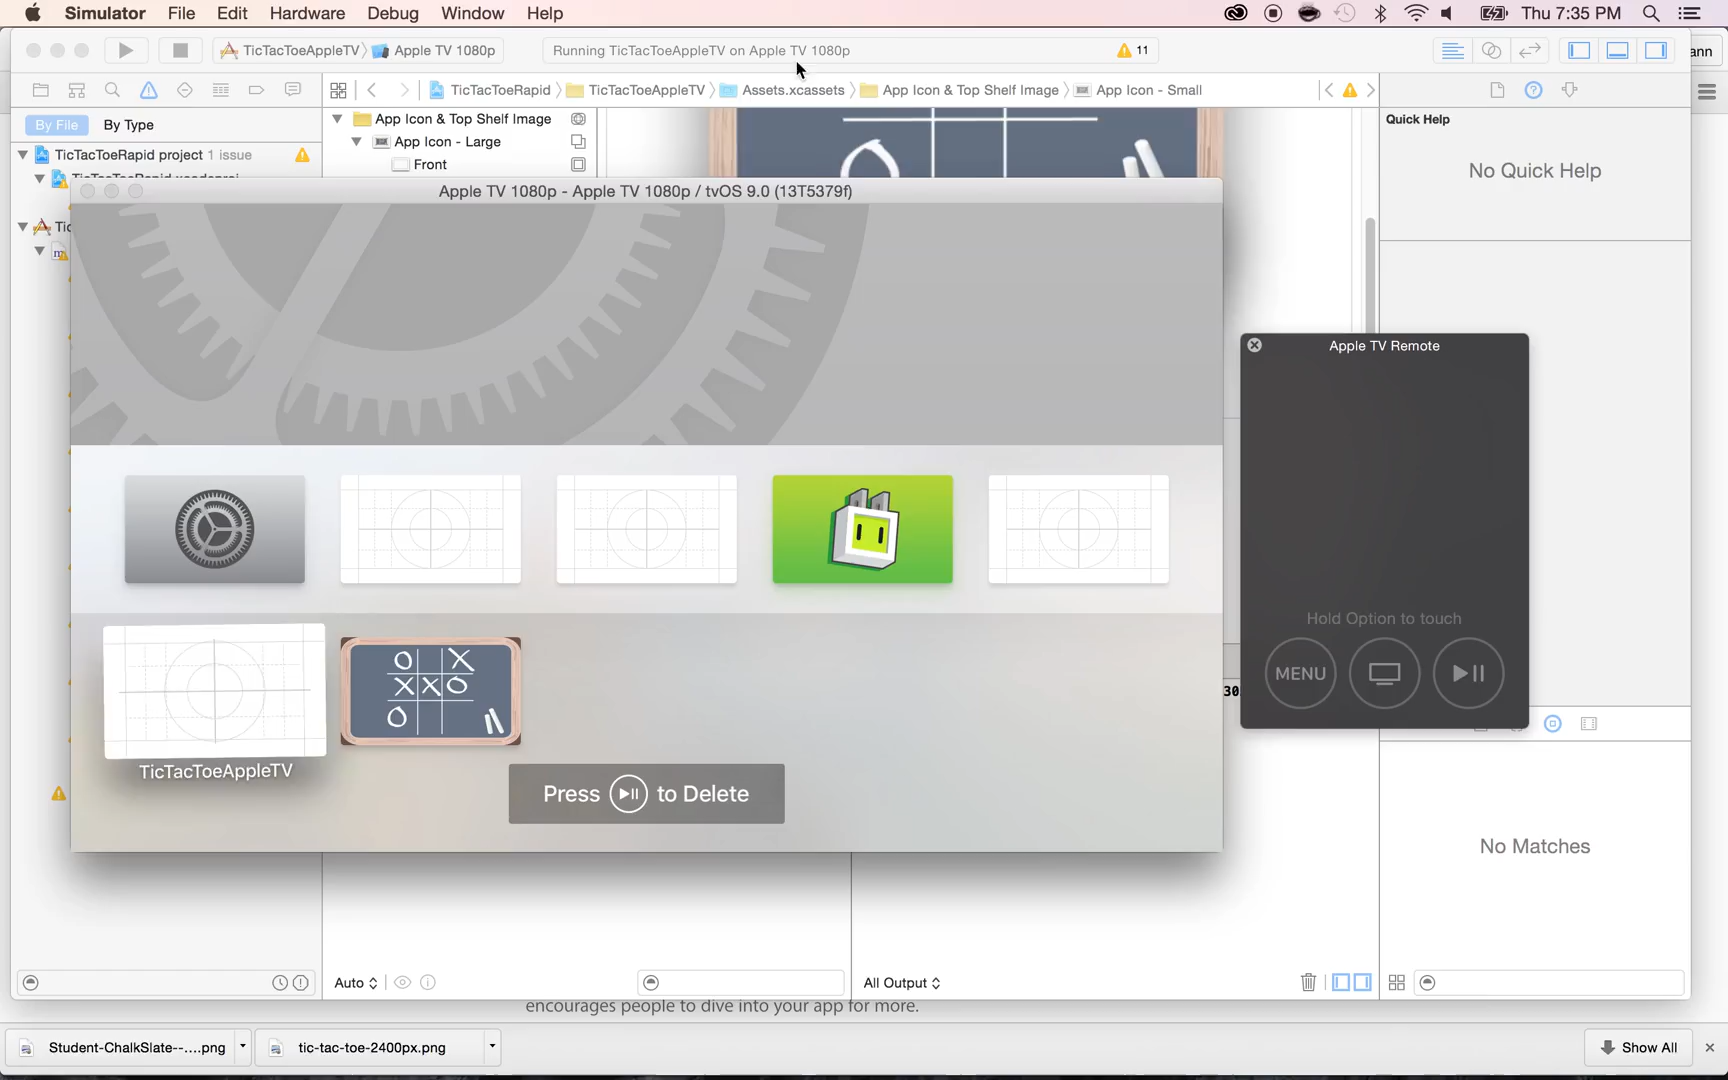 Simulator File Edit Hardware Debug Window Help Thu 7:35 PM
TicTacToeAppleTV Apple TV 1080p Running TicTacToeAppleTV on Apple TV 1080p 11 ann
TicTacToeRapid TicTacToeAppleTV Assets.xcassets App Icon & Top Shelf Image App Icon - Small
By File By Type
App Icon & Top Shelf Image
Quick Help
App Icon - Large
TicTacToeRapid project 1 issue
Front
No Quick Help
Apple TV 1080p - Apple TV 1080p / tvOS 9.0 (13T5379f)
Tic
m
Apple TV Remote
Hold Option to touch
MENU
O X
X X O
O
30
TicTacToeAppleTV
Press to Delete
No Matches
Auto
All Output
encourages people to dive into your app for more.
Student-ChalkSlate--....png tic-tac-toe-2400px.png Show All